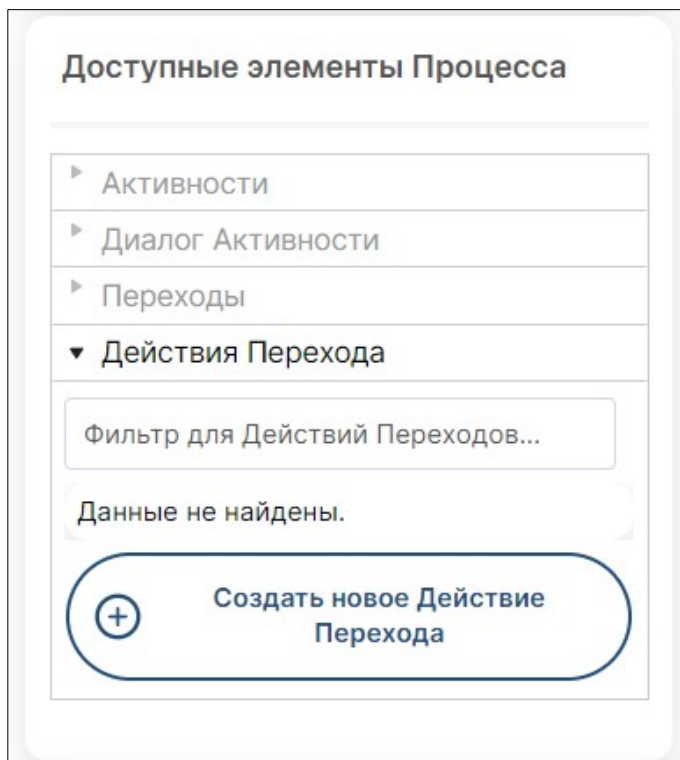 Доступные элементы Процесса
Активности
Диалог Активности
Переходы
Действия Перехода
Фильтр для Действий Переходов...
Данные не найдены.
Создать новое Действие
Перехода